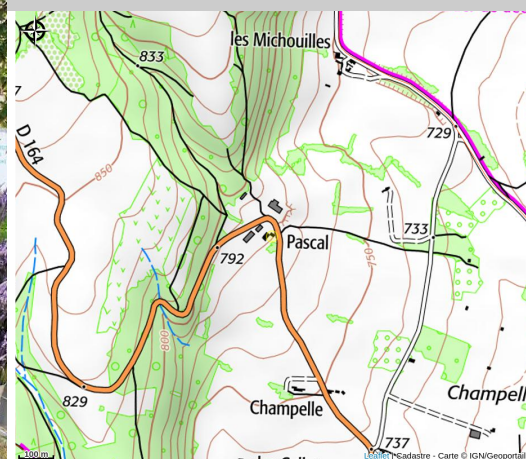 les Michouilles
833
729
7
D 164
850
733
Pascal
792
750
800
829
Champelle
Champell
737
100 m
Leaflet | Cadastre - Carte © IGN/Geoportail